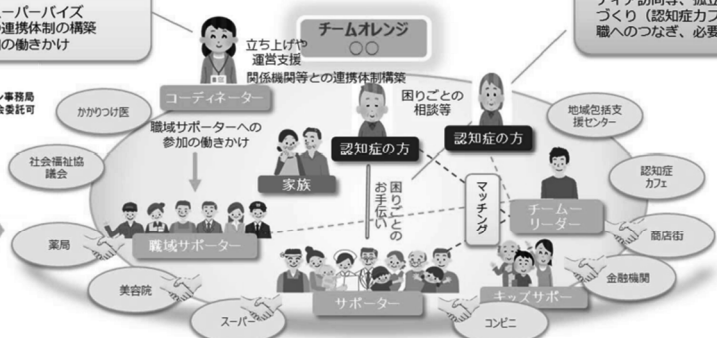 ーパーバイズ
連携体制の構築
の働きかけ
チームオレンジ
〇〇
づくり（認知症カフ
職へのつなぎ、必要
立ち上げや
運営支援
関係機関等との連携体制構築
コーディネーター
事務局
委託可
かかりつけ医
困りごとの
相談等
地域包括支
援センター
職域サポーターへの
参加の働きかけ
認知症の方
認知症の方
社会福祉協
議会
家族
認知症
カフェ
困りごとの
お手伝い
マッチング
チームー
リーダー
薬局
職域サポーター
商店街
美容院
サポーター
キッズサポー
金融機関
スーパー
コンビニ